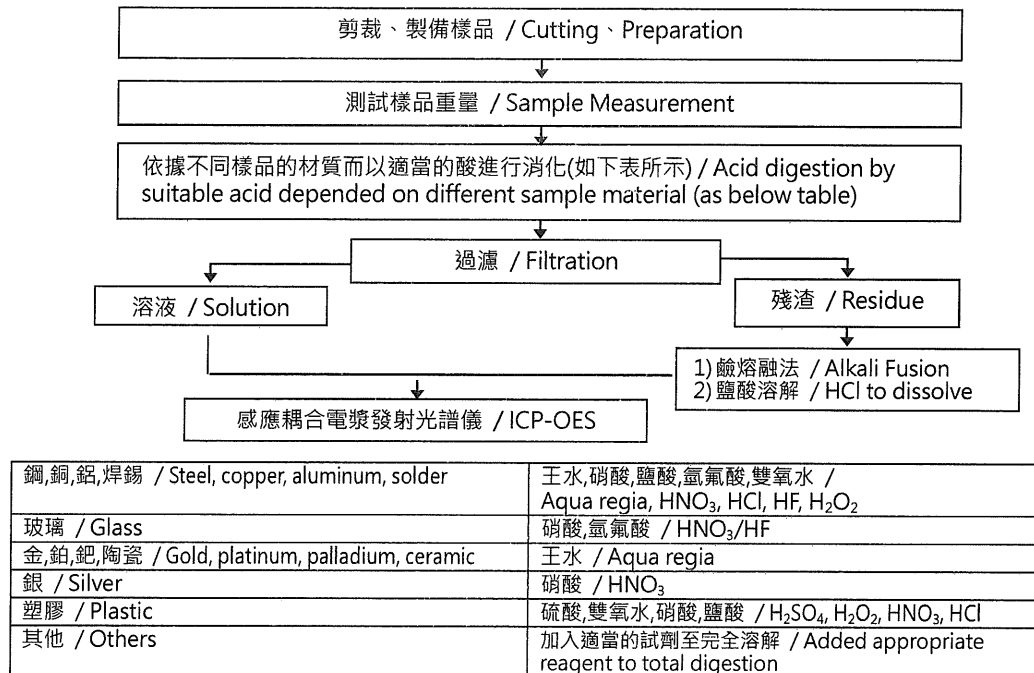 剪裁、製備樣品 / Cutting、Preparation
測試樣品重量 / Sample Measurement
依據不同樣品的材質而以適當的酸進行消化(如下表所示) / Acid digestion by
suitable acid depended on different sample material (as below table)
過濾 / Filtration
溶液 / Solution
殘渣 / Residue
1) 鹼熔融法 / Alkali Fusion
2) 鹽酸溶解 / HCl to dissolve
感應耦合電漿發射光譜儀 / ICP-OES
鋼,銅,鋁,焊錫 / Steel, copper, aluminum, solder
王水,硝酸,鹽酸,氫氟酸,雙氧水 /
Aqua regia, HNO₃, HCl, HF, H₂O₂
玻璃 / Glass
硝酸,氫氟酸 / HNO₃/HF
金,鉑,鈀,陶瓷 / Gold, platinum, palladium, ceramic
王水 / Aqua regia
銀 / Silver
硝酸 / HNO₃
塑膠 / Plastic
硫酸,雙氧水,硝酸,鹽酸 / H₂SO₄, H₂O₂, HNO₃, HCl
其他 / Others
加入適當的試劑至完全溶解 / Added appropriate
reagent to total digestion